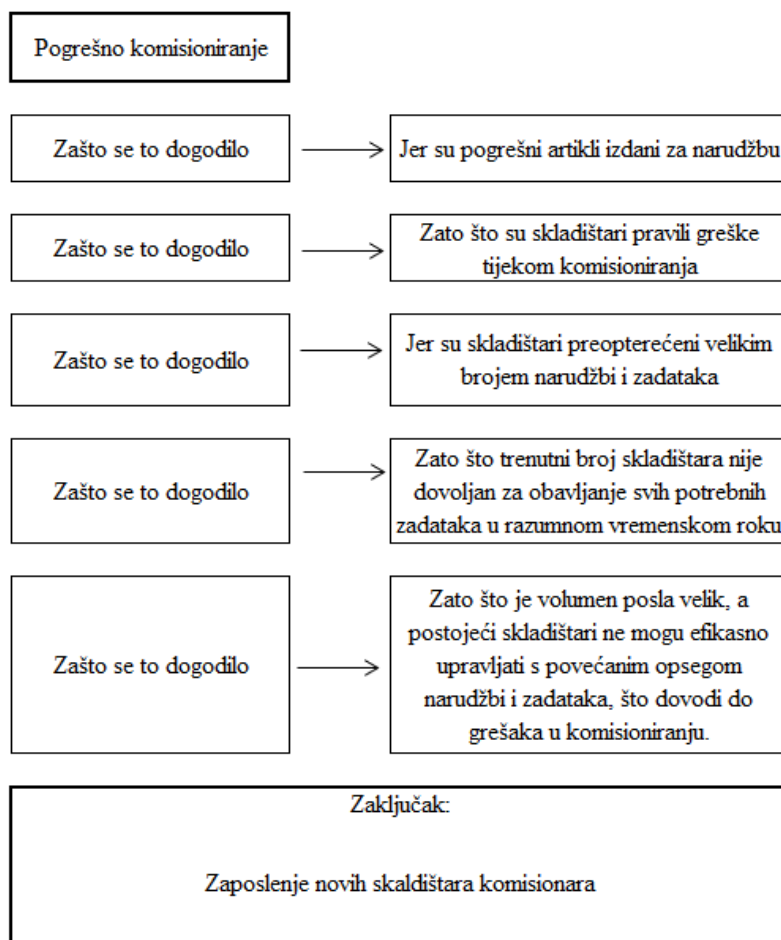 Pogrešno komisioniranje
Zašto se to dogodilo
Jer su pogrešni artikli izdani za narudžbu
Zašto se to dogodilo
Zato što su skladištari pravili greške
tijekom komisioniranja
Zašto se to dogodilo
Jer su skladištari preopterećeni velikim
brojem narudžbi i zadataka
Zašto se to dogodilo
Zato što trenutni broj skladištara nije
dovoljan za obavljanje svih potrebnih
zadataka u razumnom vremenskom roku
Zašto se to dogodilo
Zato što je volumen posla velik, a
postojeći skladištari ne mogu efikasno
upravljati s povećanim opsegom
narudžbi i zadataka, što dovodi do
grešaka u komisioniranju.
Zaključak:
Zaposlenje novih skaldištara komisionara